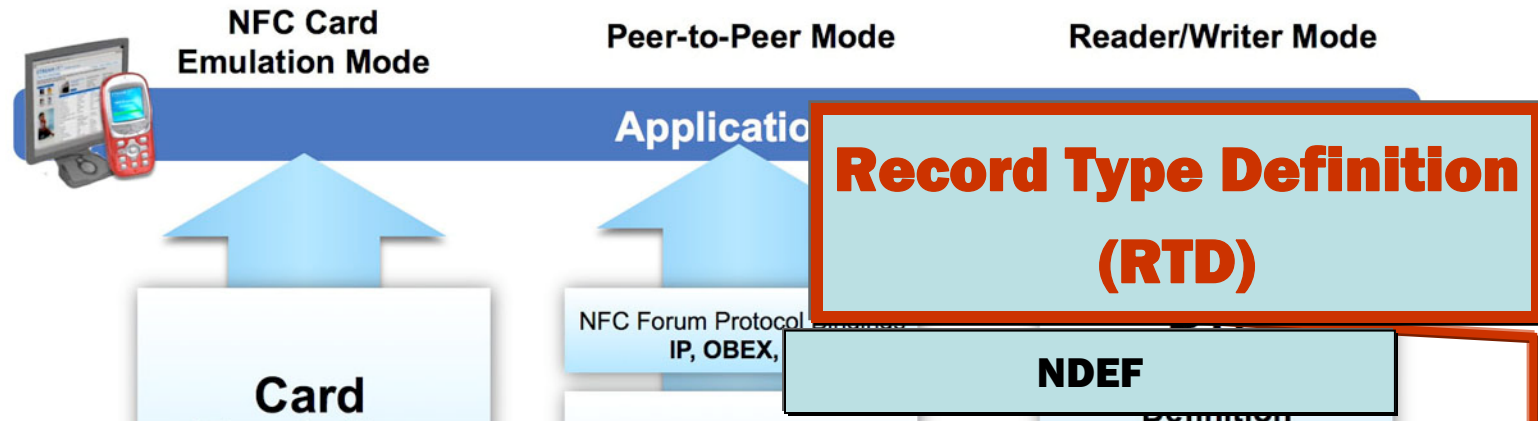 NFC Card
Emulation Mode
Peer-to-Peer Mode
Reader/Writer Mode
Applicatio
Record Type Definition
(RTD)
NFC Forum Protocol
IP, OBEX,
NDEF
Card
Definition